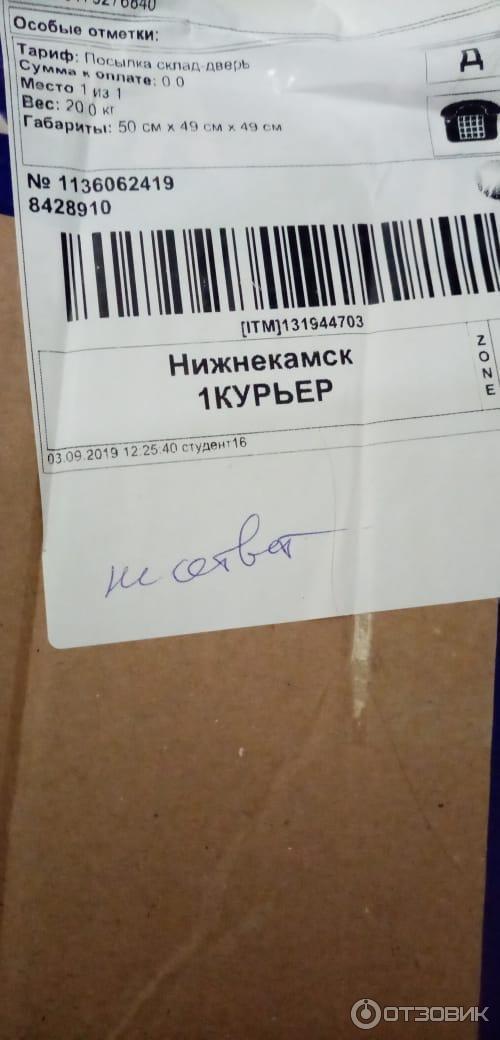 Особые отметки:
Тариф: Посылка склад-дверь
Сумма к оплате: 0.0
Место 1 из 1
Вес: 20.0 кг
Габариты: 50 см x 49 см x 49 см
Д
№ 1136062419
8428910
[ITM]131944703
Нижнекамск
1КУРЬЕР
ZONE
03.09.2019 12:25:40 студент16
не ответ
ОТЗОВИК